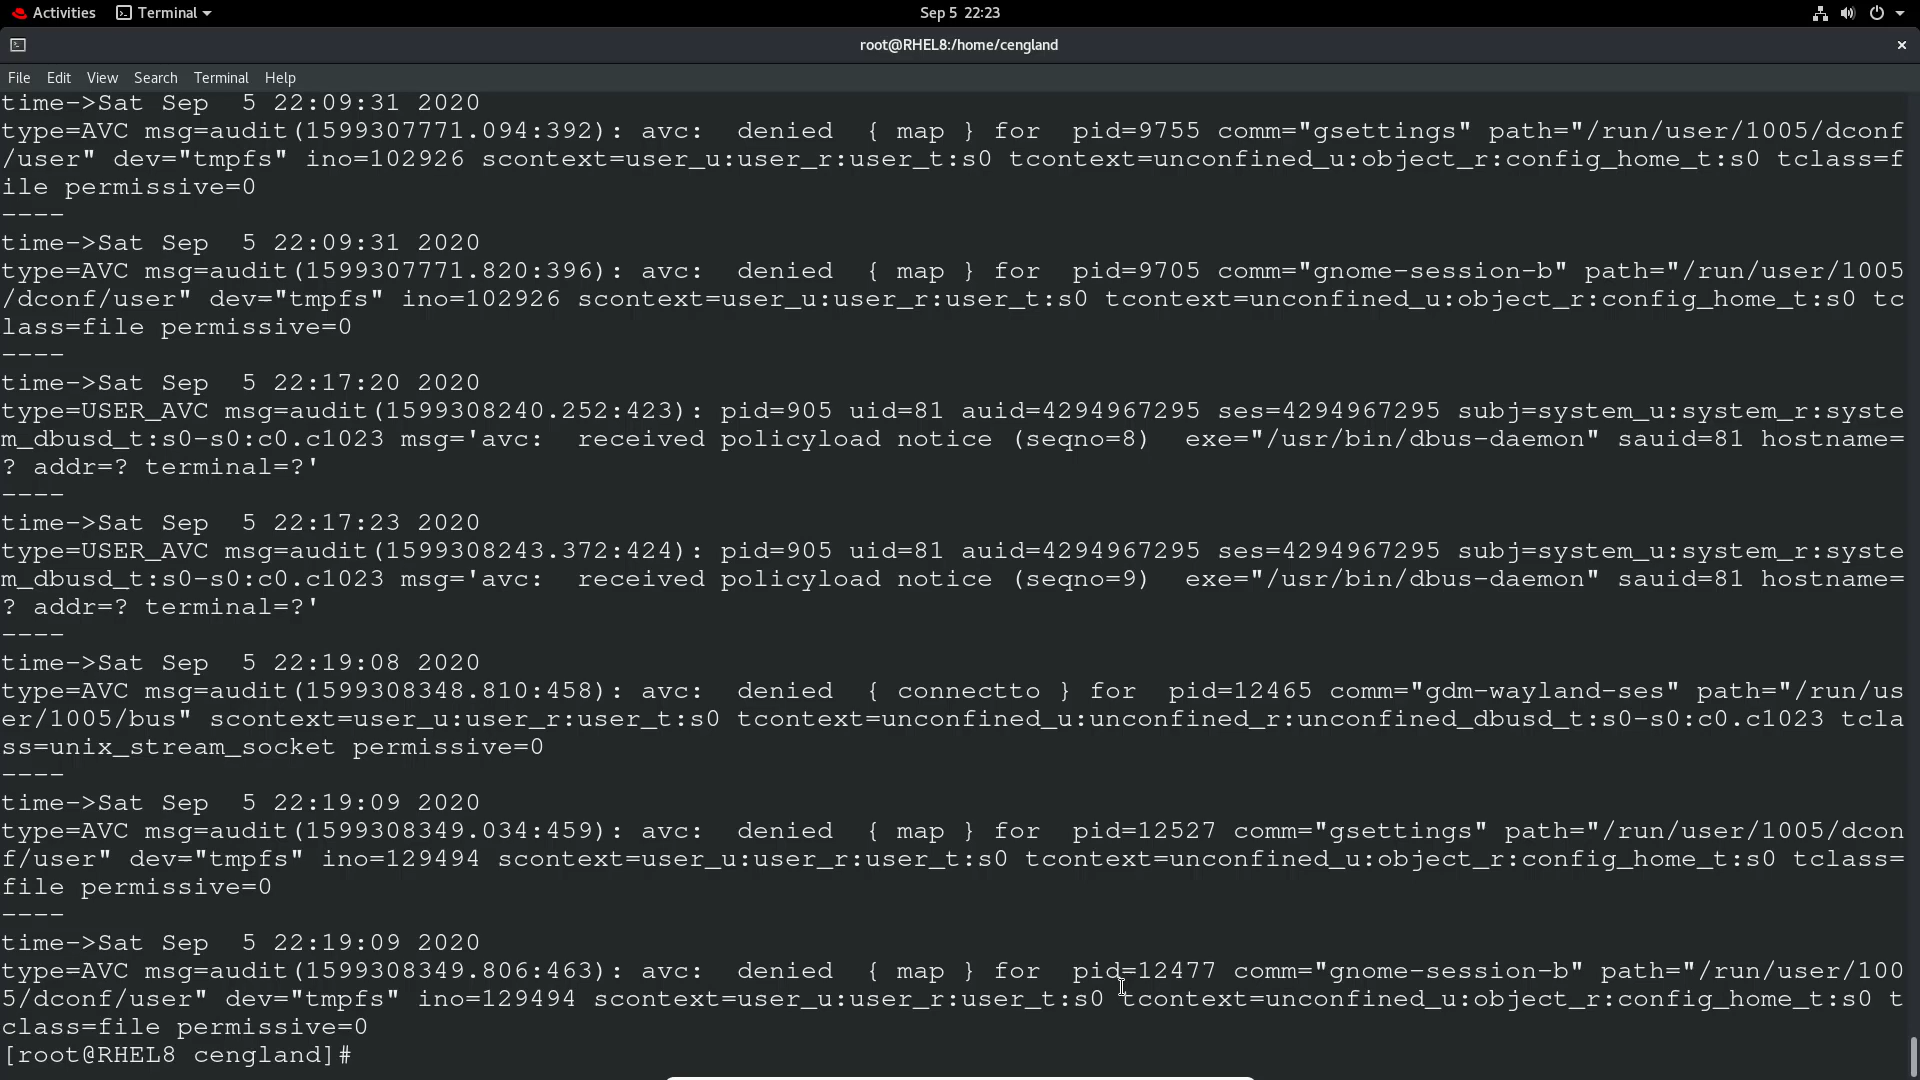 Activities Terminal Sep 5 22:23
root@RHEL8:/home/cengland ×
File Edit View Search Terminal Help
time->Sat Sep  5 22:09:31 2020
type=AVC msg=audit(1599307771.094:392): avc:  denied  { map } for  pid=9755 comm="gsettings" path="/run/user/1005/dconf
/user" dev="tmpfs" ino=102926 scontext=user_u:user_r:user_t:s0 tcontext=unconfined_u:object_r:config_home_t:s0 tclass=f
ile permissive=0
----
time->Sat Sep  5 22:09:31 2020
type=AVC msg=audit(1599307771.820:396): avc:  denied  { map } for  pid=9705 comm="gnome-session-b" path="/run/user/1005
/dconf/user" dev="tmpfs" ino=102926 scontext=user_u:user_r:user_t:s0 tcontext=unconfined_u:object_r:config_home_t:s0 tc
lass=file permissive=0
----
time->Sat Sep  5 22:17:20 2020
type=USER_AVC msg=audit(1599308240.252:423): pid=905 uid=81 auid=4294967295 ses=4294967295 subj=system_u:system_r:syste
m_dbusd_t:s0-s0:c0.c1023 msg='avc:  received policyload notice (seqno=8)  exe="/usr/bin/dbus-daemon" sauid=81 hostname=
? addr=? terminal=?'
----
time->Sat Sep  5 22:17:23 2020
type=USER_AVC msg=audit(1599308243.372:424): pid=905 uid=81 auid=4294967295 ses=4294967295 subj=system_u:system_r:syste
m_dbusd_t:s0-s0:c0.c1023 msg='avc:  received policyload notice (seqno=9)  exe="/usr/bin/dbus-daemon" sauid=81 hostname=
? addr=? terminal=?'
----
time->Sat Sep  5 22:19:08 2020
type=AVC msg=audit(1599308348.810:458): avc:  denied  { connectto } for  pid=12465 comm="gdm-wayland-ses" path="/run/us
er/1005/bus" scontext=user_u:user_r:user_t:s0 tcontext=unconfined_u:unconfined_r:unconfined_dbusd_t:s0-s0:c0.c1023 tcla
ss=unix_stream_socket permissive=0
----
time->Sat Sep  5 22:19:09 2020
type=AVC msg=audit(1599308349.034:459): avc:  denied  { map } for  pid=12527 comm="gsettings" path="/run/user/1005/dcon
f/user" dev="tmpfs" ino=129494 scontext=user_u:user_r:user_t:s0 tcontext=unconfined_u:object_r:config_home_t:s0 tclass=
file permissive=0
----
time->Sat Sep  5 22:19:09 2020
type=AVC msg=audit(1599308349.806:463): avc:  denied  { map } for  pid=12477 comm="gnome-session-b" path="/run/user/100
5/dconf/user" dev="tmpfs" ino=129494 scontext=user_u:user_r:user_t:s0 tcontext=unconfined_u:object_r:config_home_t:s0 t
class=file permissive=0
[root@RHEL8 cengland]#